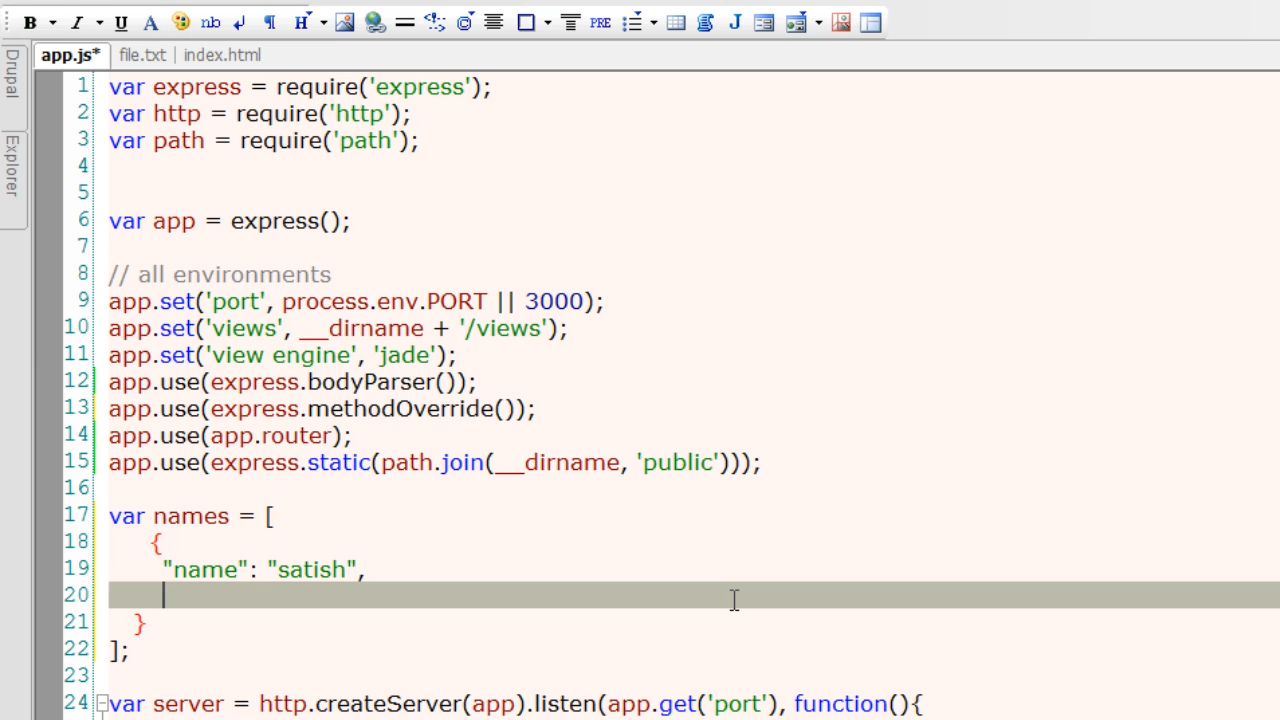 B I U A nb ¶ H PRE J
Drupal
Explorer
app.js* file.txt index.html
1 var express = require('express');
2 var http = require('http');
3 var path = require('path');
4
5
6 var app = express();
7
8 // all environments
9 app.set('port', process.env.PORT || 3000);
10 app.set('views', __dirname + '/views');
11 app.set('view engine', 'jade');
12 app.use(express.bodyParser());
13 app.use(express.methodOverride());
14 app.use(app.router);
15 app.use(express.static(path.join(__dirname, 'public')));
16
17 var names = [
18 {
19 "name": "satish",
20
21 }
22 ];
23
24 var server = http.createServer(app).listen(app.get('port'), function(){